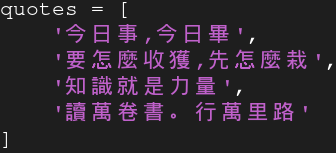 quotes = [
    '今日事,今日畢',
    '要怎麼收獲,先怎麼栽',
    '知識就是力量',
    '讀萬卷書。行萬里路'
]